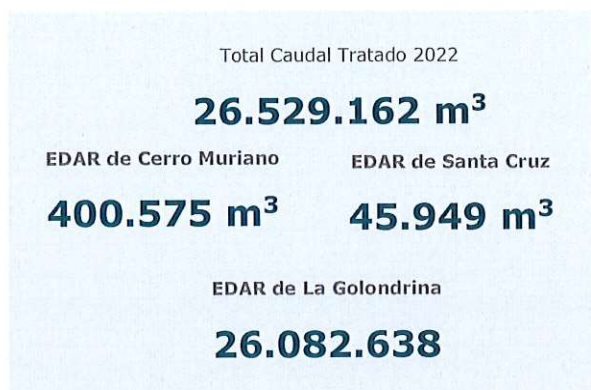 Total Caudal Tratado 2022
26.529.162 m³
EDAR de Cerro Muriano
EDAR de Santa Cruz
400.575 m³
45.949 m³
EDAR de La Golondrina
26.082.638